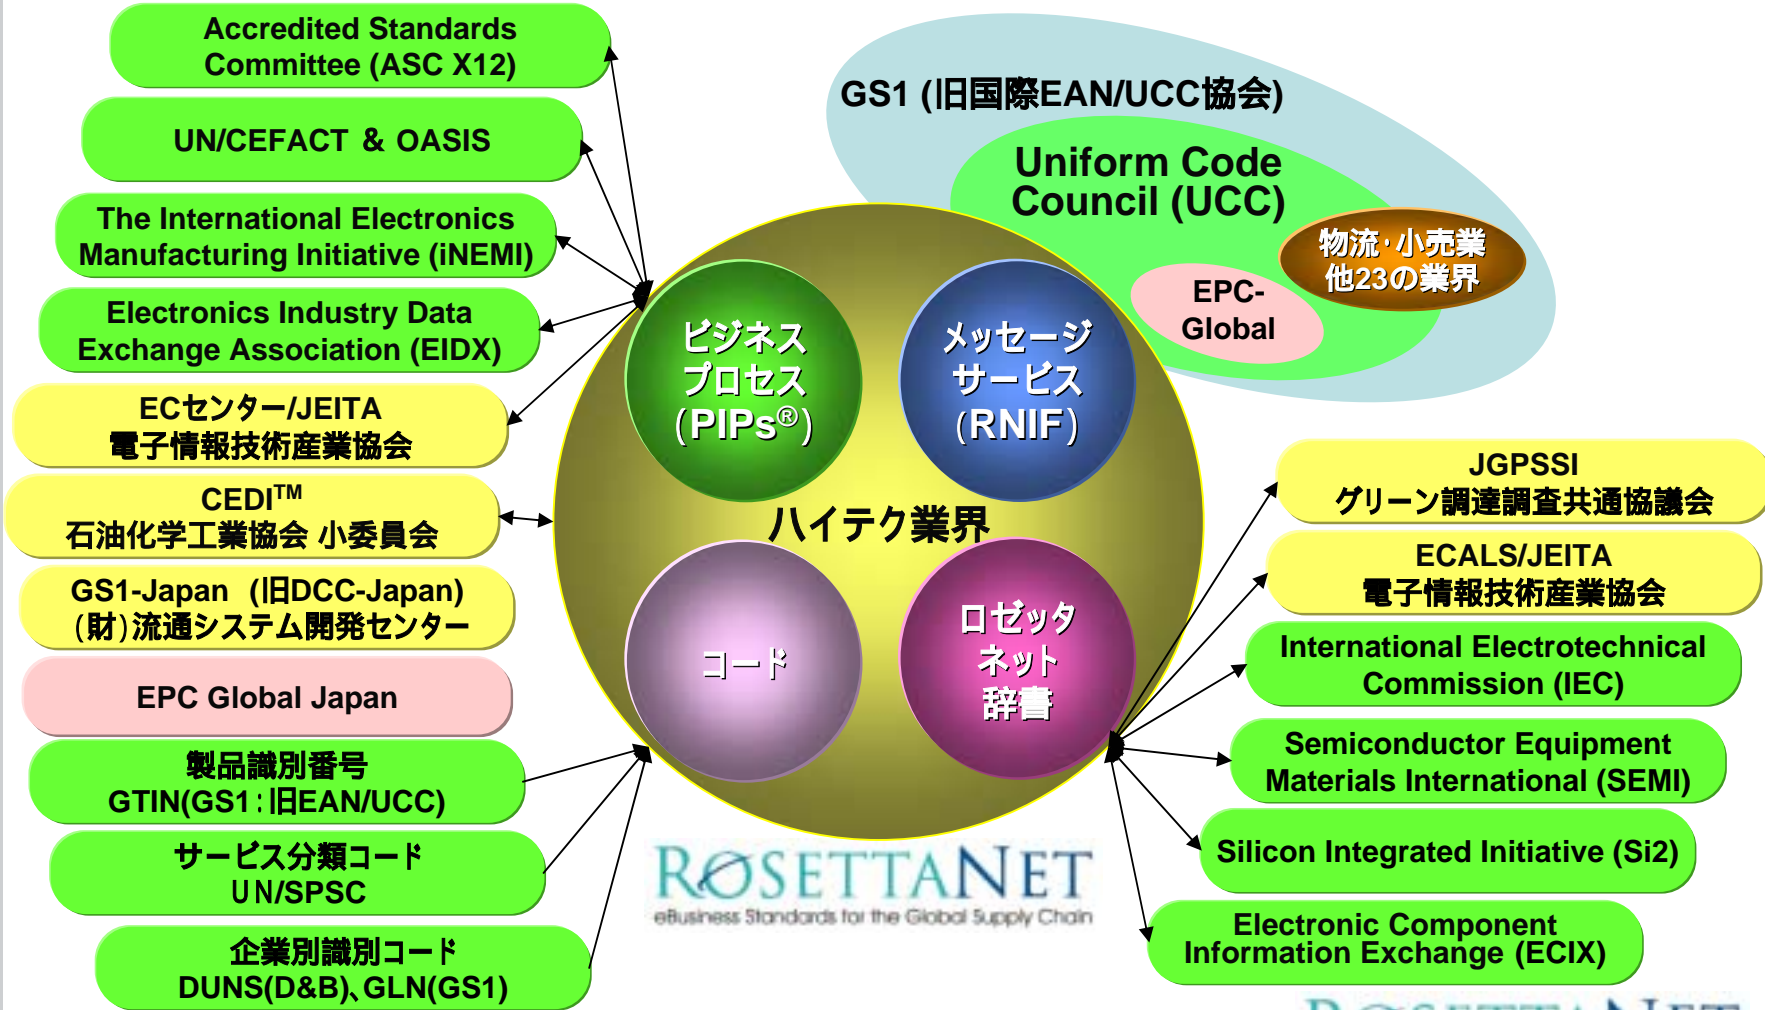 Accredited Standards
Committee (ASC X12)
UN/CEFACT & OASIS
The International Electronics
Manufacturing Initiative (iNEMI)
Electronics Industry Data
Exchange Association (EIDX)
ECセンター/JEITA
電子情報技術産業協会
CEDI™
石油化学工業協会 小委員会
GS1-Japan (旧DCC-Japan)
(財)流通システム開発センター
EPC Global Japan
製品識別番号
GTIN(GS1:旧EAN/UCC)
サービス分類コード
UN/SPSC
企業別識別コード
DUNS(D&B)、GLN(GS1)
GS1 (旧国際EAN/UCC協会)
Uniform Code
Council (UCC)
物流・小売業
他23の業界
EPC-
Global
ビジネス
プロセス
(PIPs®)
メッセージ
サービス
(RNIF)
ハイテク業界
コード
ロゼッタ
ネット
辞書
ROSETTANET
eBusiness Standards for the Global Supply Chain
JGPSSI
グリーン調達調査共通協議会
ECALS/JEITA
電子情報技術産業協会
International Electrotechnical
Commission (IEC)
Semiconductor Equipment
Materials International (SEMI)
Silicon Integrated Initiative (Si2)
Electronic Component
Information Exchange (ECIX)
ROSETTANET